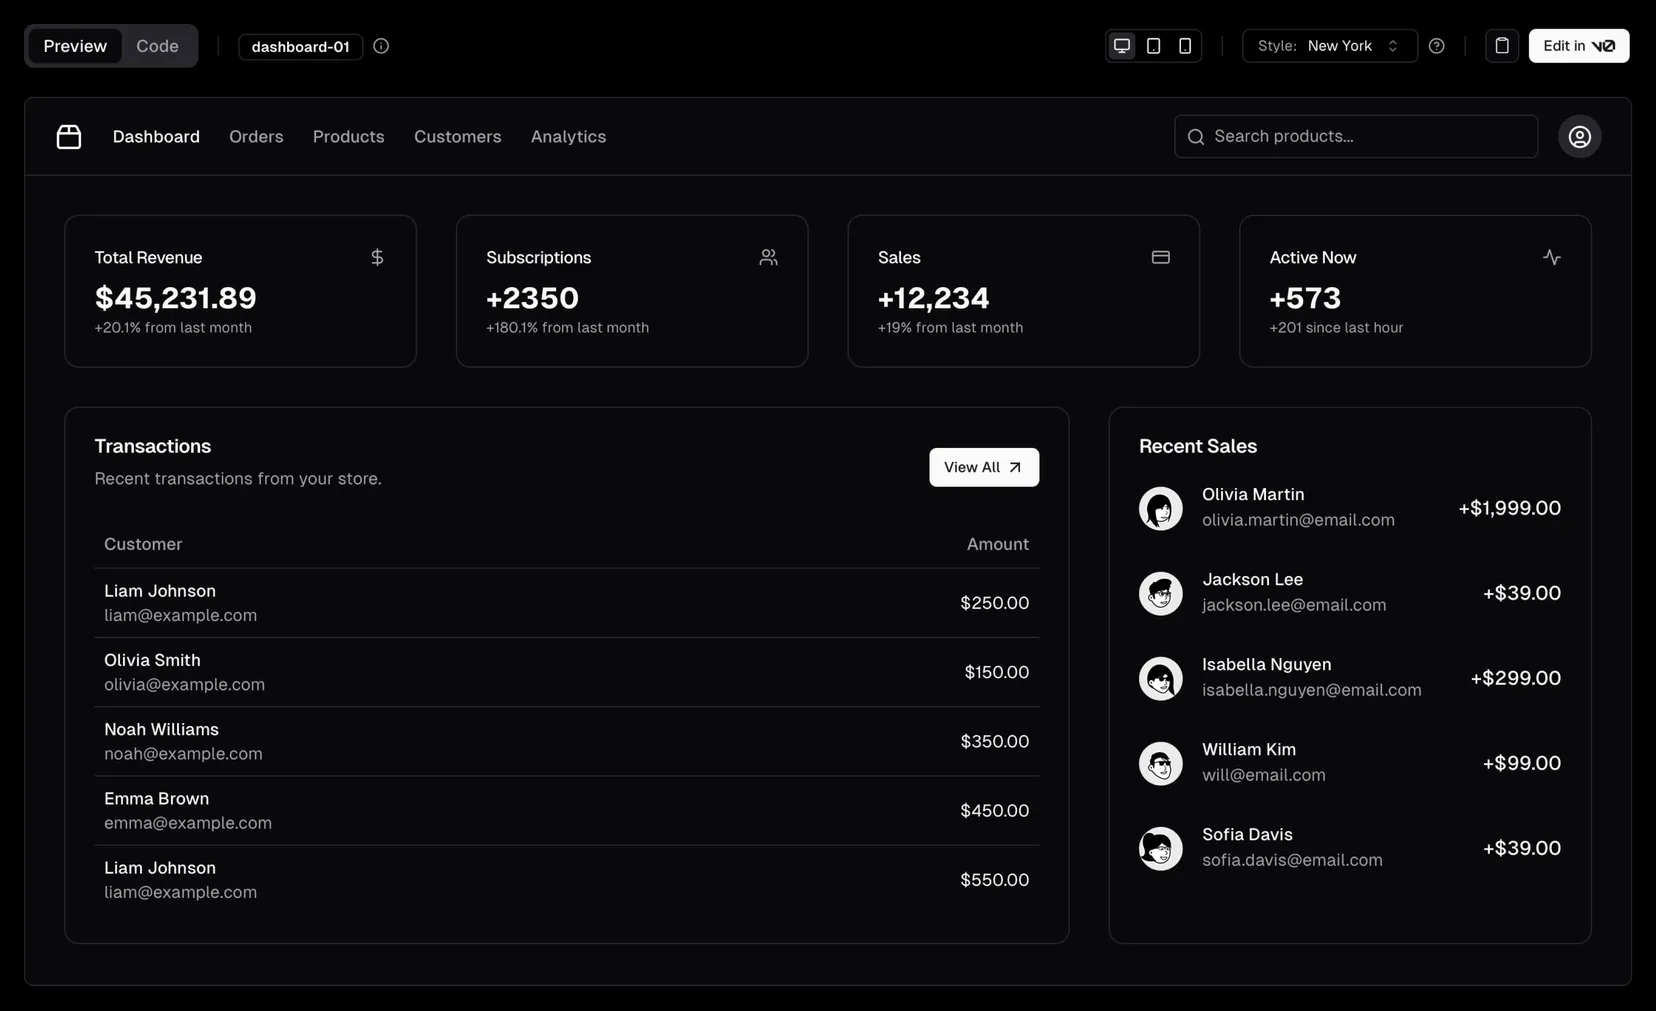 Preview Code dashboard-01 Style: New York Edit in v0
Dashboard Orders Products Customers Analytics Search products...
Total Revenue
$45,231.89
+20.1% from last month
Subscriptions
+2350
+180.1% from last month
Sales
+12,234
+19% from last month
Active Now
+573
+201 since last hour
Transactions
Recent transactions from your store.
View All
Customer Amount
Liam Johnson
liam@example.com
$250.00
Olivia Smith
olivia@example.com
$150.00
Noah Williams
noah@example.com
$350.00
Emma Brown
emma@example.com
$450.00
Liam Johnson
liam@example.com
$550.00
Recent Sales
Olivia Martin
olivia.martin@email.com
+$1,999.00
Jackson Lee
jackson.lee@email.com
+$39.00
Isabella Nguyen
isabella.nguyen@email.com
+$299.00
William Kim
will@email.com
+$99.00
Sofia Davis
sofia.davis@email.com
+$39.00